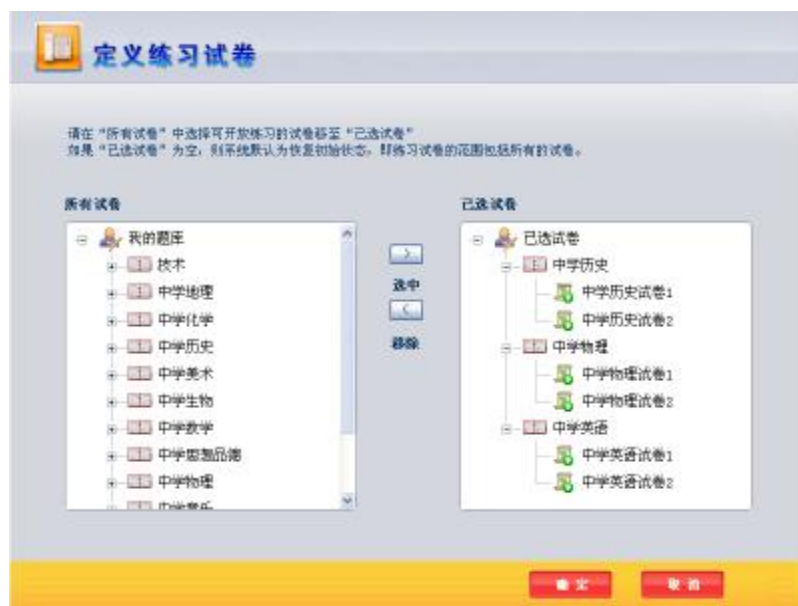 定义练习试卷
请在“所有试卷”中选择可开放练习的试卷移至“已选试卷”
如果“已选试卷”为空,则系统默认为恢复初始状态,即练习试卷的范围包括所有的试卷。
所有试卷
我的题库
技术
中学地理
中学化学
中学历史
中学美术
中学生物
中学数学
中学思想品德
中学物理
中学音乐
>
选中
<
移除
已选试卷
已选试卷
中学历史
中学历史试卷1
中学历史试卷2
中学物理
中学物理试卷1
中学物理试卷2
中学英语
中学英语试卷1
中学英语试卷2
确定
取消